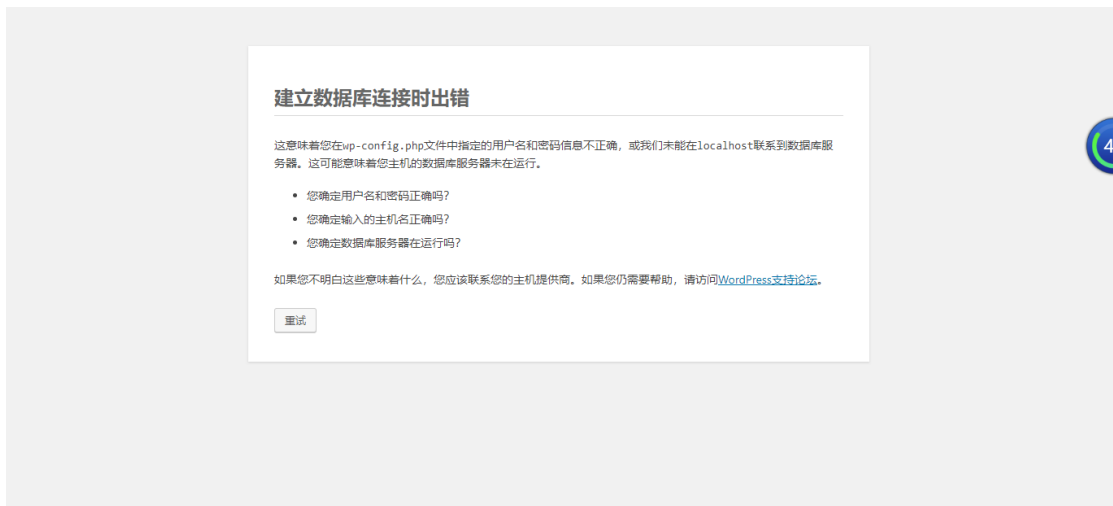 建立数据库连接时出错
这意味着您在wp-config.php文件中指定的用户名和密码信息不正确，或我们未能在localhost联系到数据库服
务器。这可能意味着您主机的数据库服务器未在运行。
• 您确定用户名和密码正确吗？
• 您确定输入的主机名正确吗？
• 您确定数据库服务器在运行吗？
如果您不明白这些意味着什么，您应该联系您的主机提供商。如果您仍需要帮助，请访问WordPress支持论坛。
重试